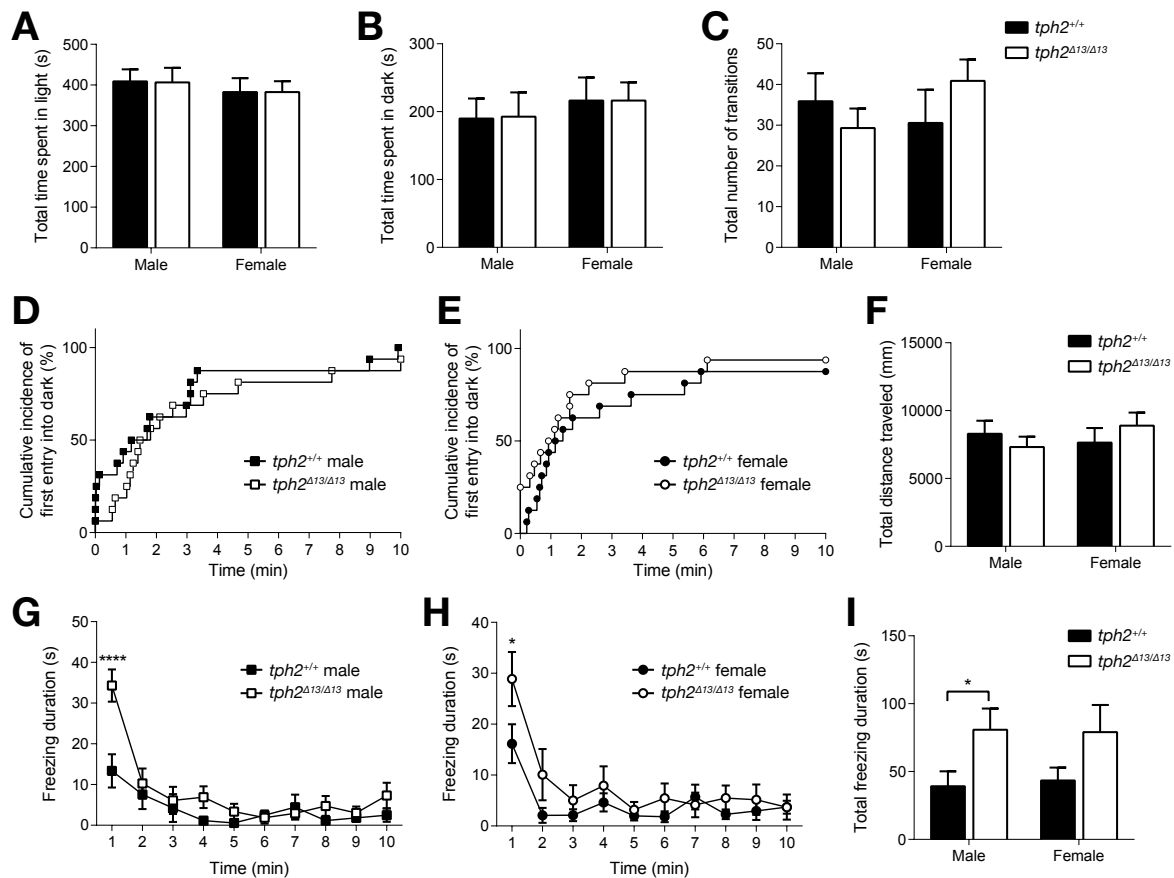 A
Total time spent in light (s)
500
400
300
200
100
0
Male
Female
B
Total time spent in dark (s)
300
200
100
0
Male
Female
C
Total number of transitions
50
40
30
20
10
0
Male
Female
tph2+/+
tph2Δ13/Δ13
D
Cumulative incidence of
first entry into dark (%)
100
50
0
0 1 2 3 4 5 6 7 8 9 10
Time (min)
tph2+/+ male
tph2Δ13/Δ13 male
E
Cumulative incidence of
first entry into dark (%)
100
50
0
0 1 2 3 4 5 6 7 8 9 10
Time (min)
tph2+/+ female
tph2Δ13/Δ13 female
F
Total distance traveled (mm)
15000
10000
5000
0
Male
Female
tph2+/+
tph2Δ13/Δ13
G
Freezing duration (s)
50
40
30
20
10
0
****
1 2 3 4 5 6 7 8 9 10
Time (min)
tph2+/+ male
tph2Δ13/Δ13 male
H
Freezing duration (s)
40
30
20
10
0
*
1 2 3 4 5 6 7 8 9 10
Time (min)
tph2+/+ female
tph2Δ13/Δ13 female
I
Total freezing duration (s)
150
100
50
0
*
Male
Female
tph2+/+
tph2Δ13/Δ13